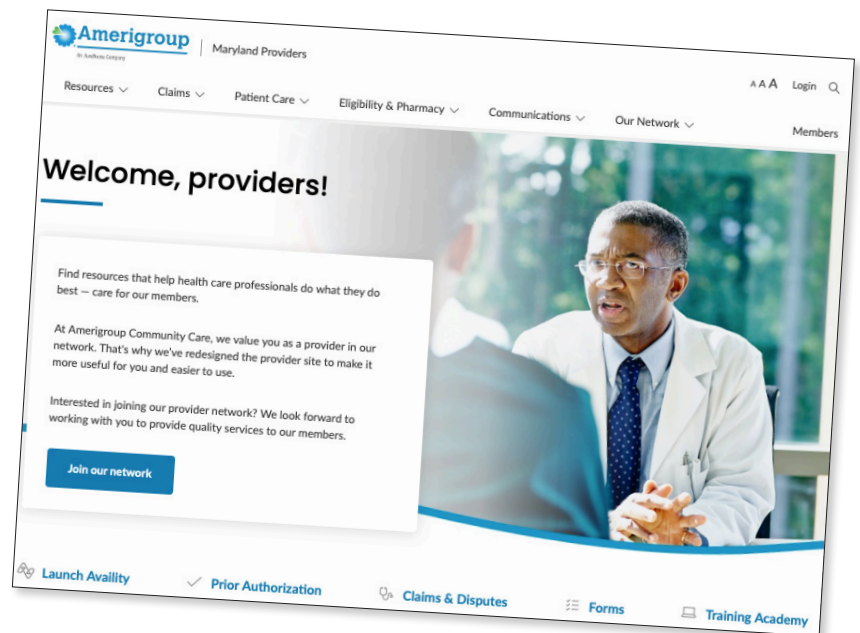 Amerigroup
An Anthem Company
Maryland Providers
A A A Login
Resources Claims Patient Care Eligibility & Pharmacy Communications Our Network
Members
Welcome, providers!
Find resources that help health care professionals do what they do
best — care for our members.
At Amerigroup Community Care, we value you as a provider in our
network. That's why we've redesigned the provider site to make it
more useful for you and easier to use.
Interested in joining our provider network? We look forward to
working with you to provide quality services to our members.
Join our network
Launch Availity Prior Authorization Claims & Disputes Forms Training Academy